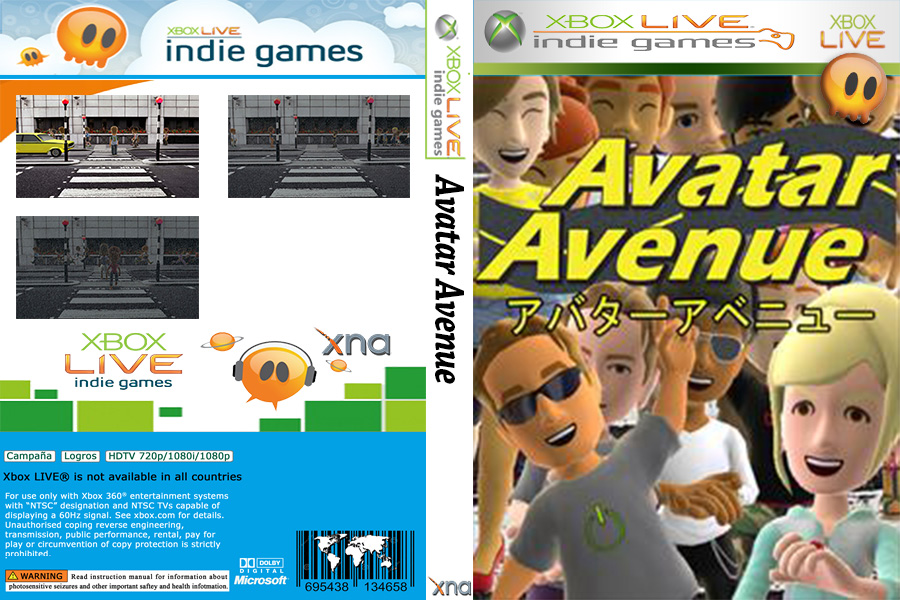 XBOX LIVE
indie games
XBOX LIVE
indie games
xna
Campaña
Logros
HDTV 720p/1080i/1080p
Xbox LIVE® is not available in all countries
For use only with Xbox 360® entertainment systems
with “NTSC” designation and NTSC TVs capable of
displaying a 60Hz signal. See xbox.com for details.
Unauthorised coping reverse engineering,
transmission, public performance, rental, pay for
play or circumvention of copy protection is strictly
prohibited.
WARNING Read instruction manual for information about
photosensitive seizures and other important saftey and health infotmation.
DOLBY
DIGITAL
Microsoft
695438 134658
XBOX LIVE
indie games
Avatar Avenue
xna
XBOX LIVE
indie games
XBOX
LIVE
Avatar
Avenue
アバターアベニュー